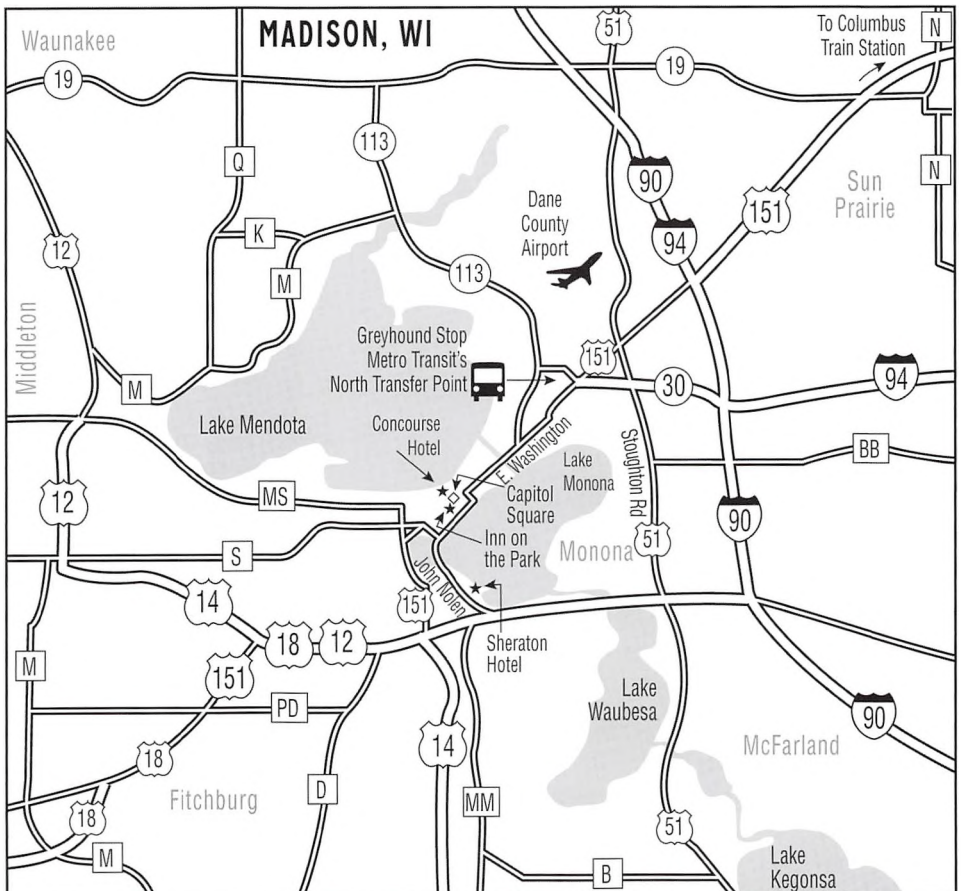 MADISON, WI
Waunakee
51
To Columbus
Train Station
N
19
19
113
Q
90
N
Sun
Prairie
151
94
K
12
Dane
County
Airport
M
113
Middleton
Greyhound Stop
Metro Transit's
North Transfer Point
151
30
94
M
Lake Mendota
Concourse
Hotel
E. Washington
Stoughton Rd
Lake
Monona
BB
12
MS
Capitol
Square
90
Inn on
the Park
Monona
51
S
John Nolen
14
151
18
12
Sheraton
Hotel
M
151
Lake
Waubesa
PD
90
14
McFarland
18
D
Fitchburg
MM
18
51
M
B
Lake
Kegonsa